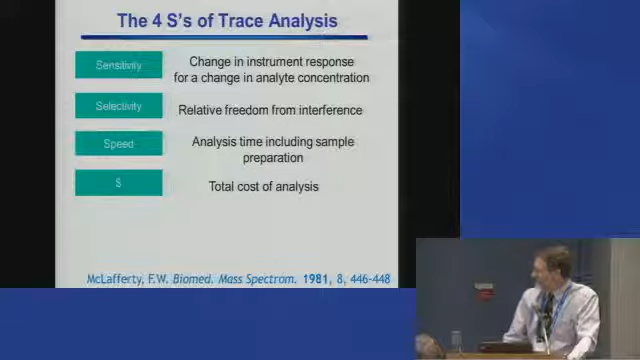 The 4 S's of Trace Analysis
Sensitivity
Change in instrument response
for a change in analyte concentration
Selectivity
Relative freedom from interference
Speed
Analysis time including sample
preparation
$
Total cost of analysis
McLafferty, F.W. Biomed. Mass Spectrom. 1981, 8, 446-448